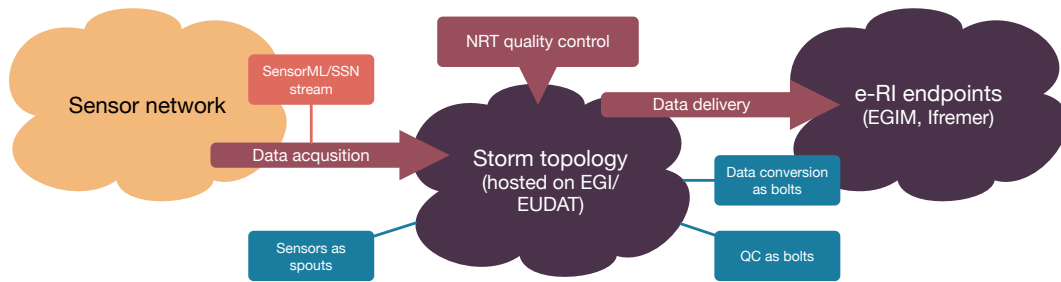 NRT quality control
SensorML/SSN
stream
Sensor network
Data delivery
e-RI endpoints
(EGIM, Ifremer)
Data acqusition
Storm topology
(hosted on EGI/
EUDAT)
Data conversion
as bolts
Sensors as
spouts
QC as bolts